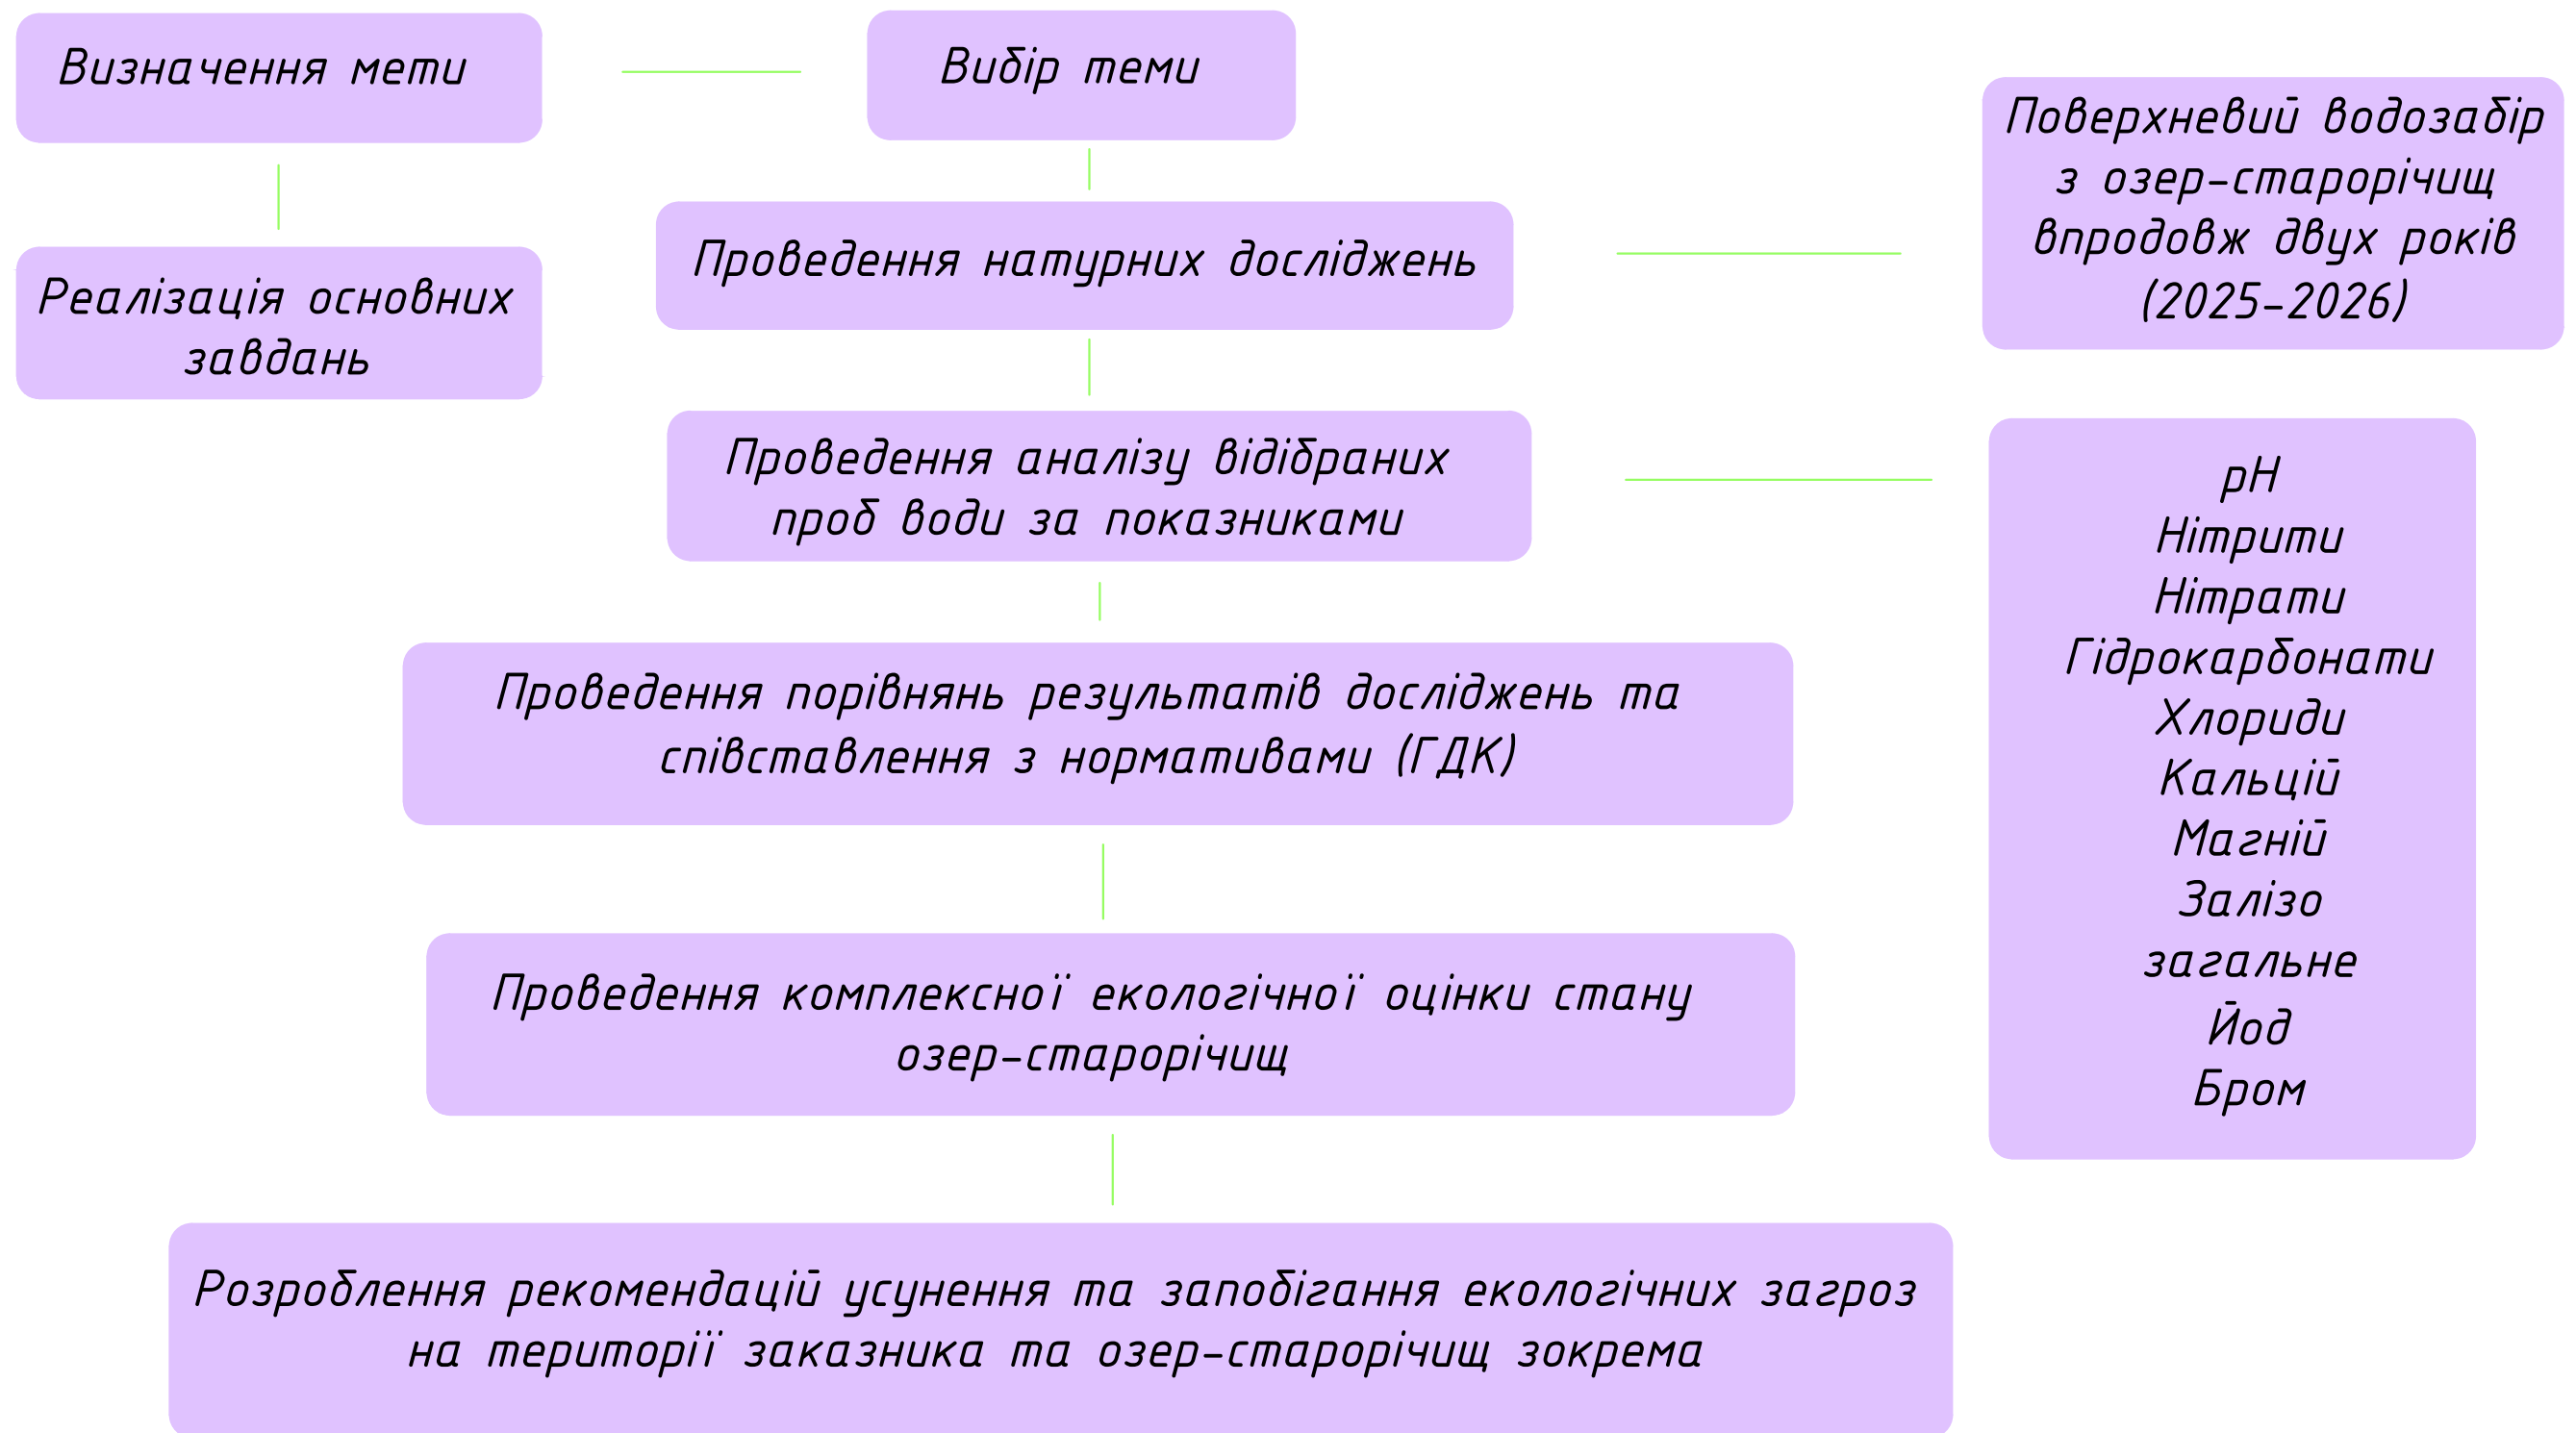 Визначення мети
Вибір теми
Реалізація основних
завдань
Проведення натурних досліджень
Поверхневий водозабір
з озер-старорічищ
впродовж двух років
(2025-2026)
Проведення аналізу відібраних
проб води за показниками
pH
Нітрити
Нітрати
Гідрокарбонати
Хлориди
Кальцій
Магній
Залізо
загальне
Йод
Бром
Проведення порівнянь результатів досліджень та
співставлення з нормативами (ГДК)
Проведення комплексної екологічної оцінки стану
озер-старорічищ
Розроблення рекомендацій усунення та запобігання екологічних загроз
на території заказника та озер-старорічищ зокрема